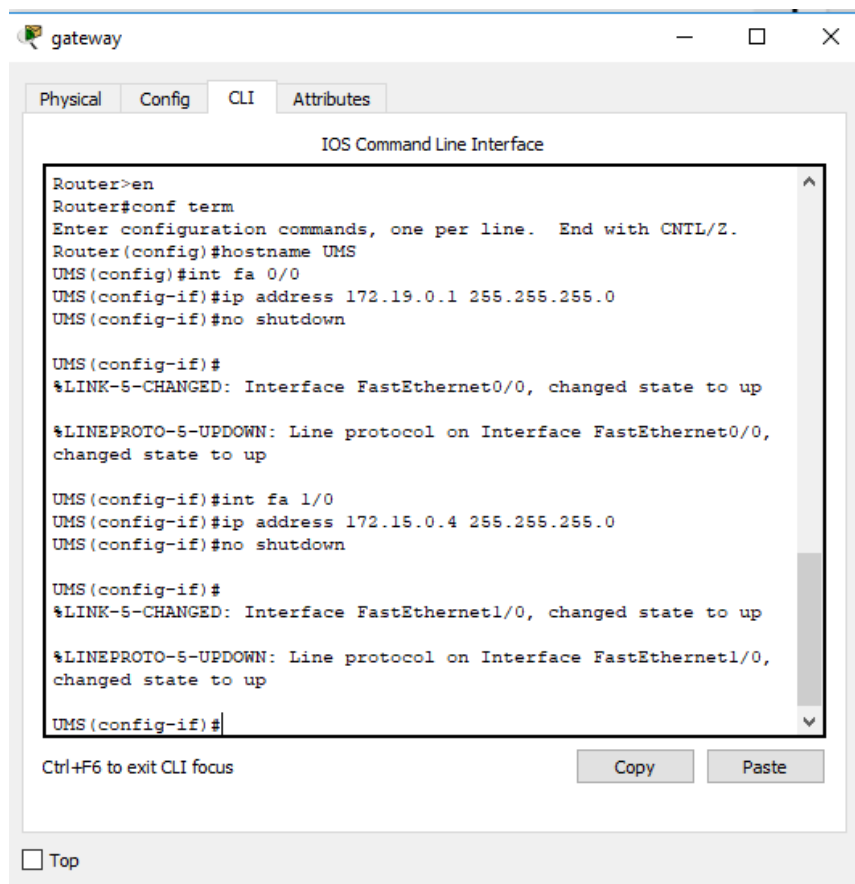 gateway
Physical Config CLI Attributes
IOS Command Line Interface
Router>en
Router#conf term
Enter configuration commands, one per line.  End with CNTL/Z.
Router(config)#hostname UMS
UMS(config)#int fa 0/0
UMS(config-if)#ip address 172.19.0.1 255.255.255.0
UMS(config-if)#no shutdown
UMS(config-if)#
%LINK-5-CHANGED: Interface FastEthernet0/0, changed state to up
%LINEPROTO-5-UPDOWN: Line protocol on Interface FastEthernet0/0,
changed state to up
UMS(config-if)#int fa 1/0
UMS(config-if)#ip address 172.15.0.4 255.255.255.0
UMS(config-if)#no shutdown
UMS(config-if)#
%LINK-5-CHANGED: Interface FastEthernet1/0, changed state to up
%LINEPROTO-5-UPDOWN: Line protocol on Interface FastEthernet1/0,
changed state to up
UMS(config-if)#
Ctrl+F6 to exit CLI focus Copy Paste
Top